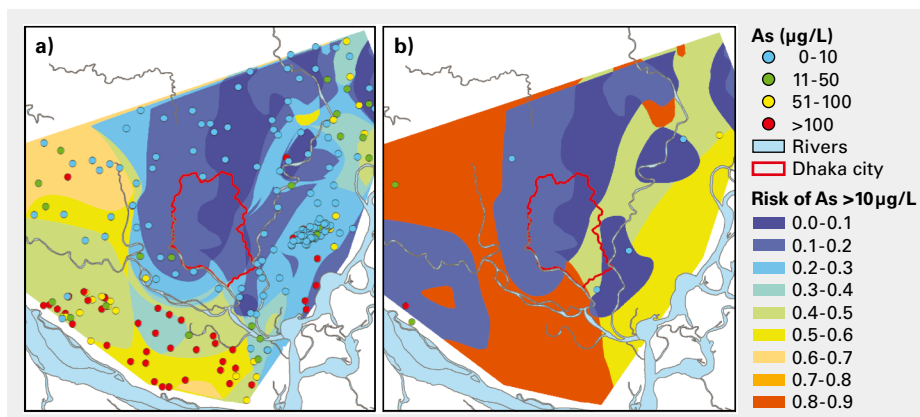 a)
b)
As (µg/L)
0-10
11-50
51-100
>100
Rivers
Dhaka city
Risk of As >10µg/L
0.0-0.1
0.1-0.2
0.2-0.3
0.3-0.4
0.4-0.5
0.5-0.6
0.6-0.7
0.7-0.8
0.8-0.9